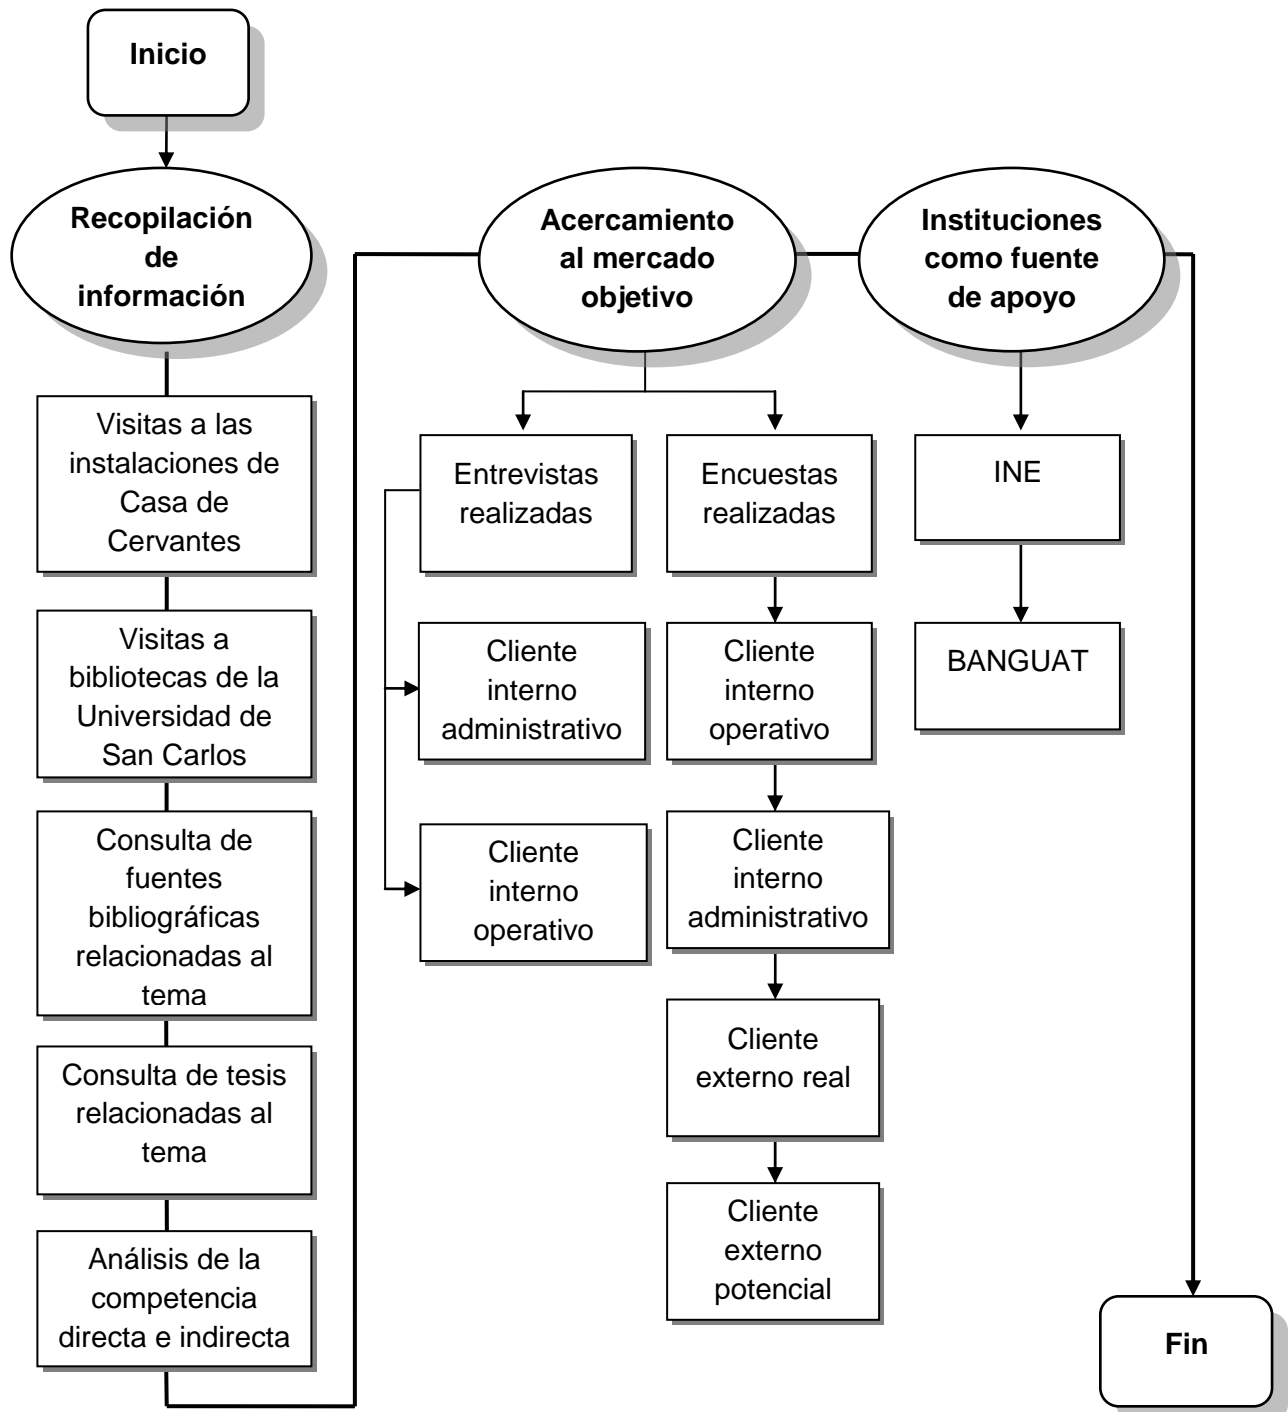 Inicio
Recopilación
de
información
Visitas a las
instalaciones de
Casa de
Cervantes
Visitas a
bibliotecas de la
Universidad de
San Carlos
Consulta de
fuentes
bibliográficas
relacionadas al
tema
Consulta de tesis
relacionadas al
tema
Análisis de la
competencia
directa e indirecta
Acercamiento
al mercado
objetivo
Entrevistas
realizadas
Cliente
interno
administrativo
Cliente
interno
operativo
Encuestas
realizadas
Cliente
interno
operativo
Cliente
interno
administrativo
Cliente
externo real
Cliente
externo
potencial
Instituciones
como fuente
de apoyo
INE
BANGUAT
Fin